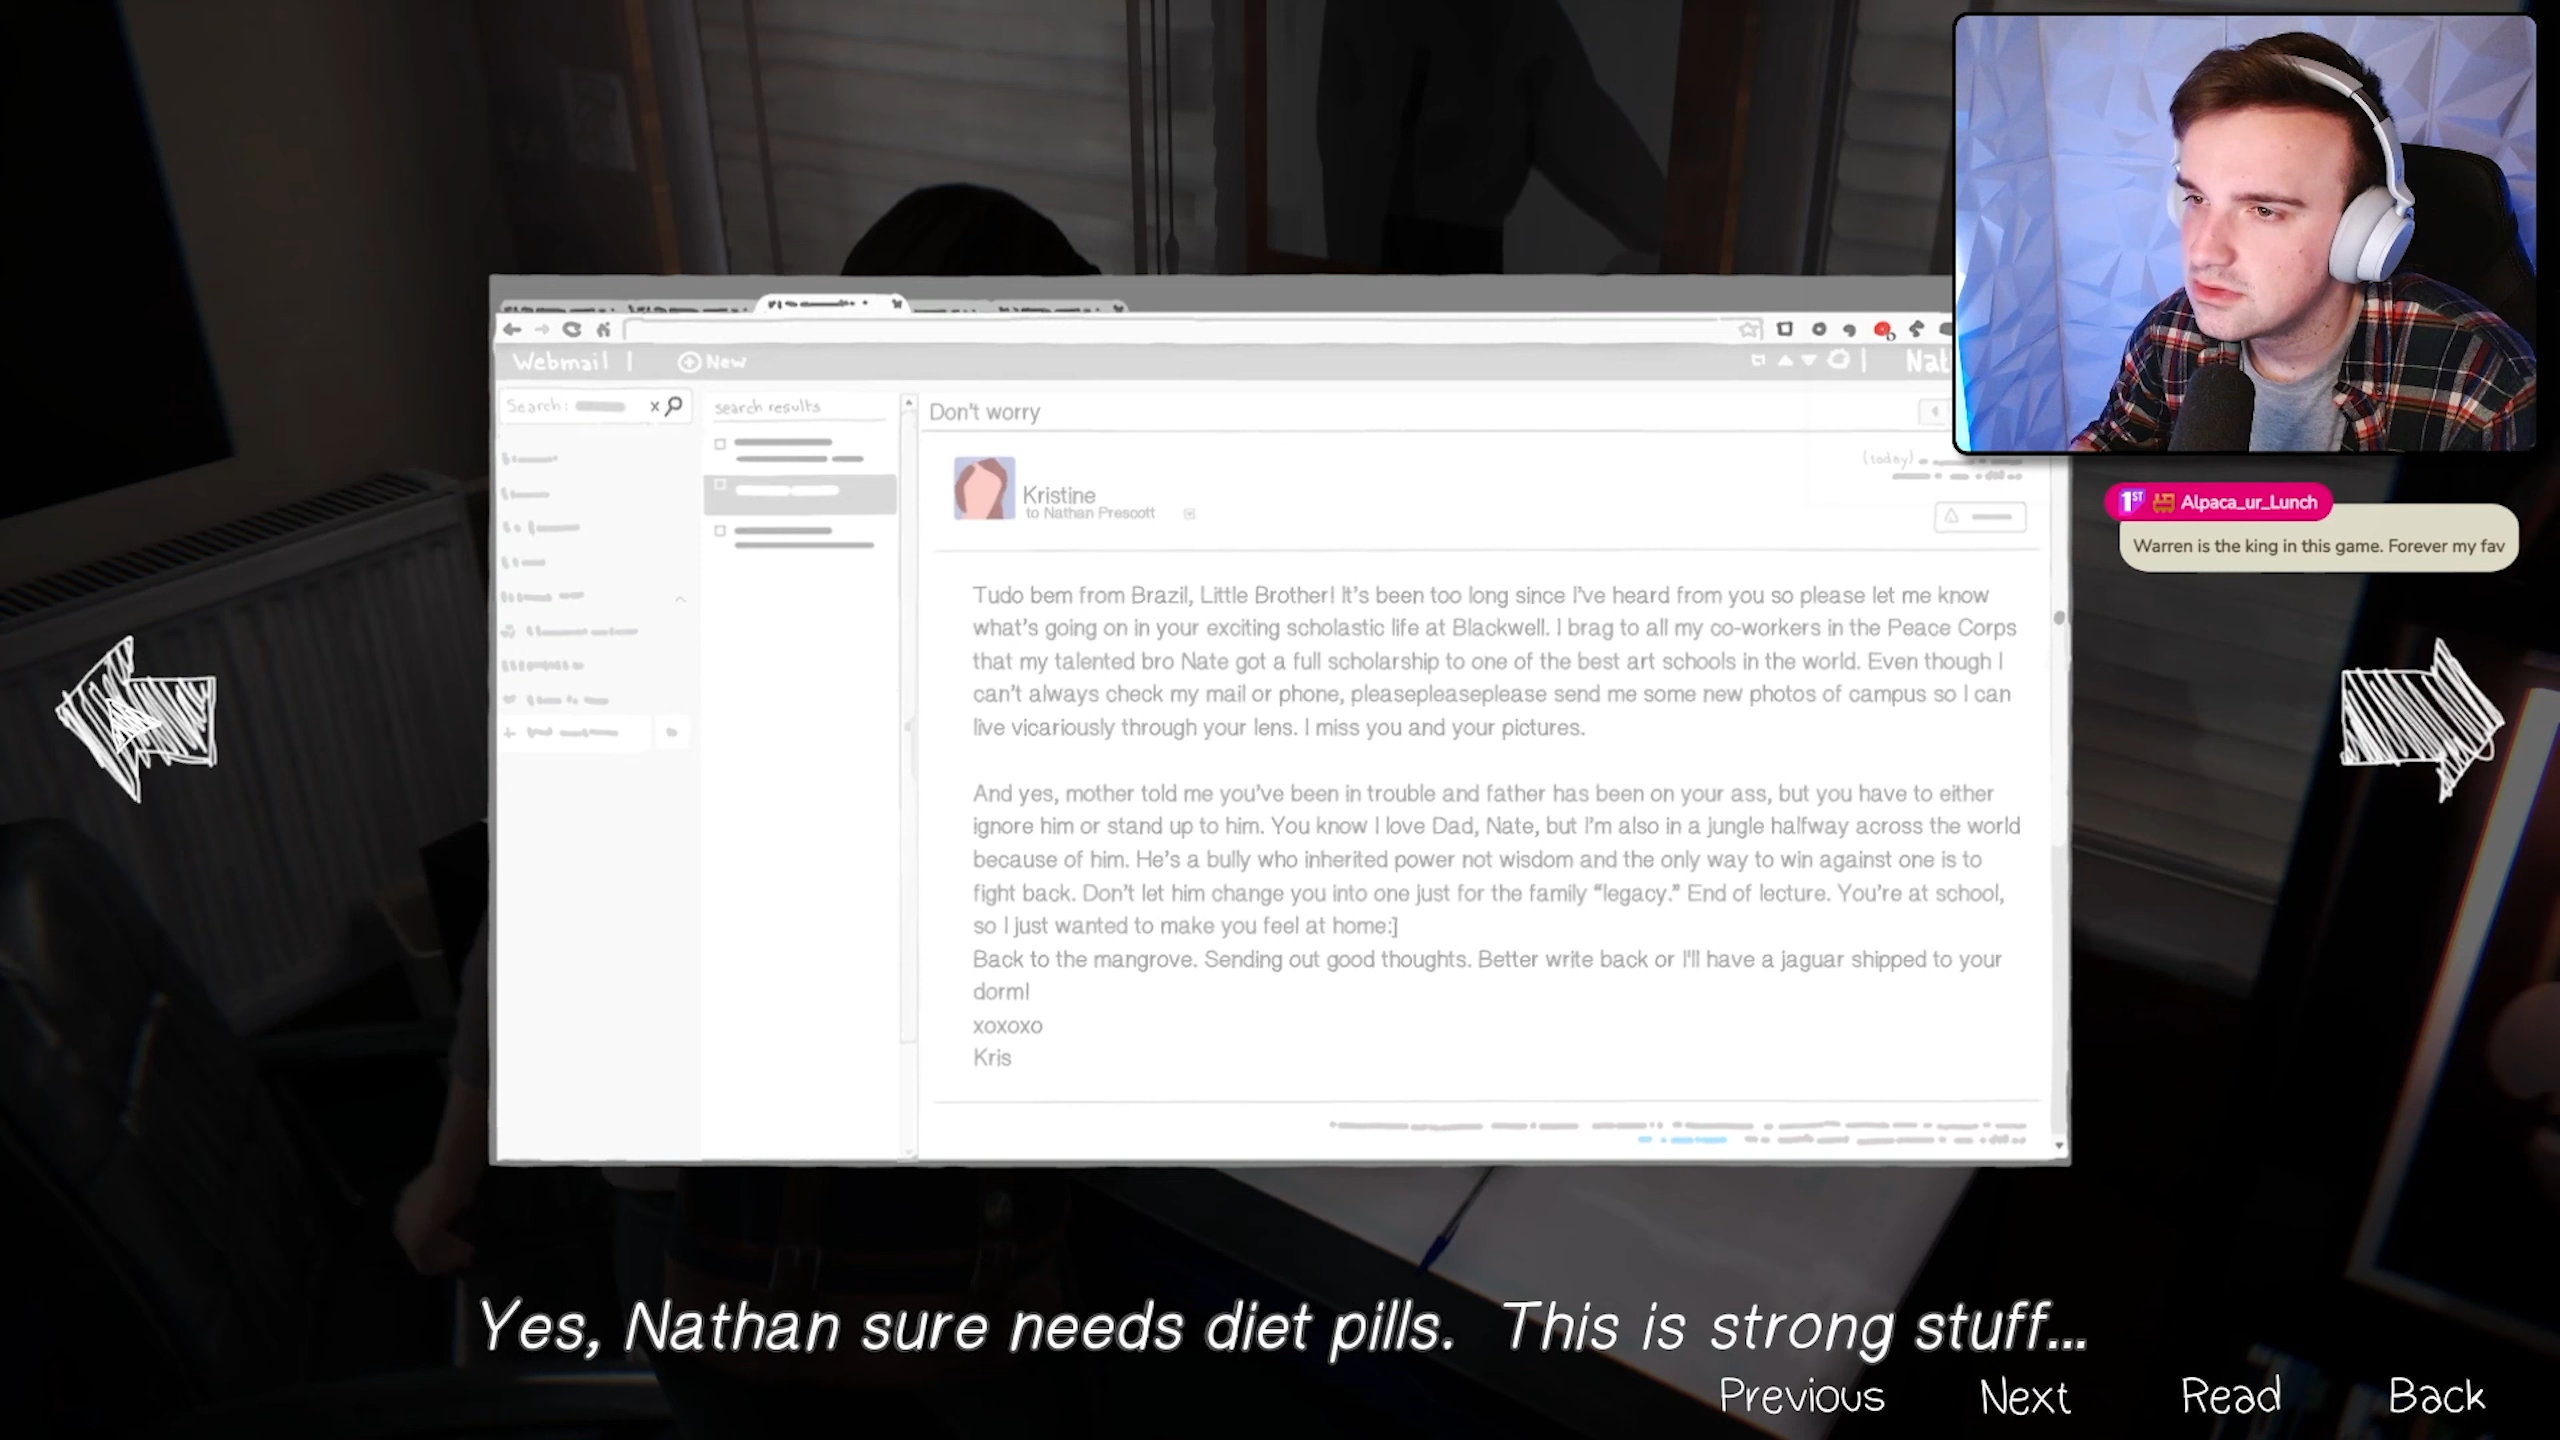 Webmail | New
Nat
Search:
search results
Don't worry
(today)
Kristine
to Nathan Prescott
1ST Alpaca_ur_Lunch
Warren is the king in this game. Forever my fav
Tudo bem from Brazil, Little Brother! It's been too long since I've heard from you so please let me know
what's going on in your exciting scholastic life at Blackwell. I brag to all my co-workers in the Peace Corps
that my talented bro Nate got a full scholarship to one of the best art schools in the world. Even though I
can't always check my mail or phone, pleasepleaseplease send me some new photos of campus so I can
live vicariously through your lens. I miss you and your pictures.
And yes, mother told me you've been in trouble and father has been on your ass, but you have to either
ignore him or stand up to him. You know I love Dad, Nate, but I'm also in a jungle halfway across the world
because of him. He's a bully who inherited power not wisdom and the only way to win against one is to
fight back. Don't let him change you into one just for the family “legacy.” End of lecture. You're at school,
so I just wanted to make you feel at home:]
Back to the mangrove. Sending out good thoughts. Better write back or I'll have a jaguar shipped to your
dorm!
xoxoxo
Kris
Yes, Nathan sure needs diet pills. This is strong stuff...
Previous Next Read Back